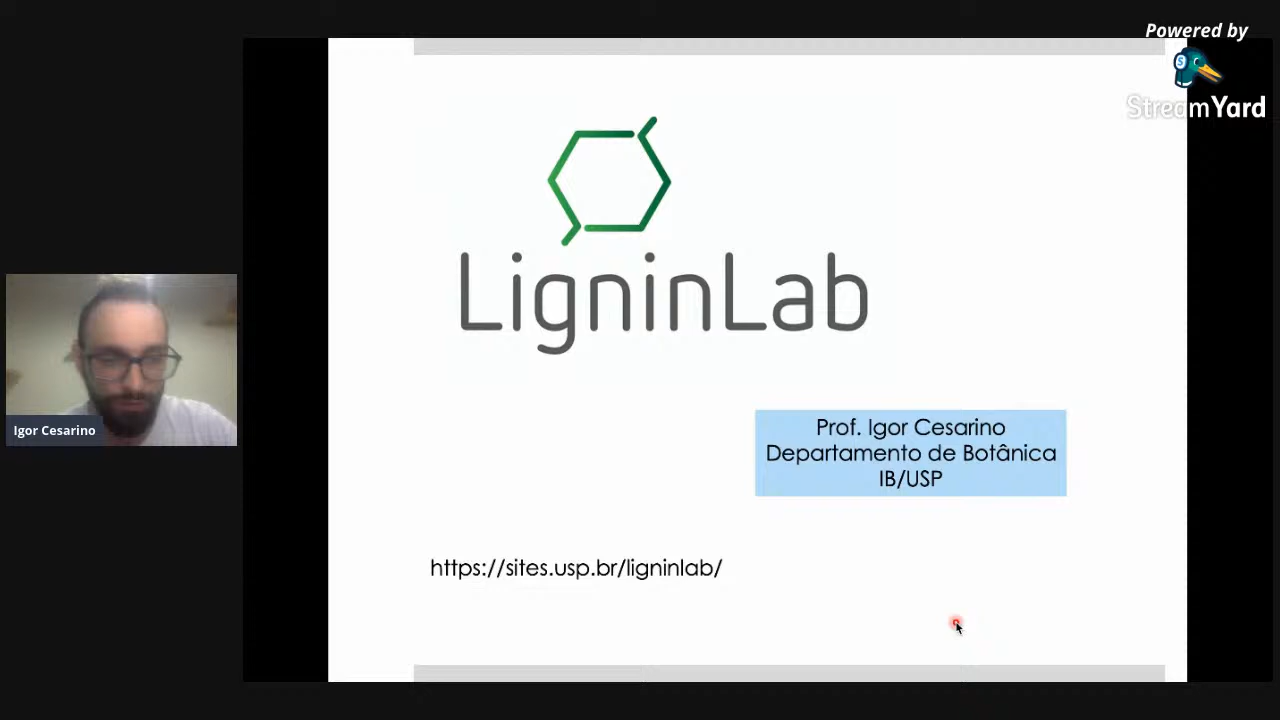 Powered by
StreamYard
LigninLab
Prof. Igor Cesarino
Departamento de Botânica
IB/USP
Igor Cesarino
https://sites.usp.br/ligninlab/